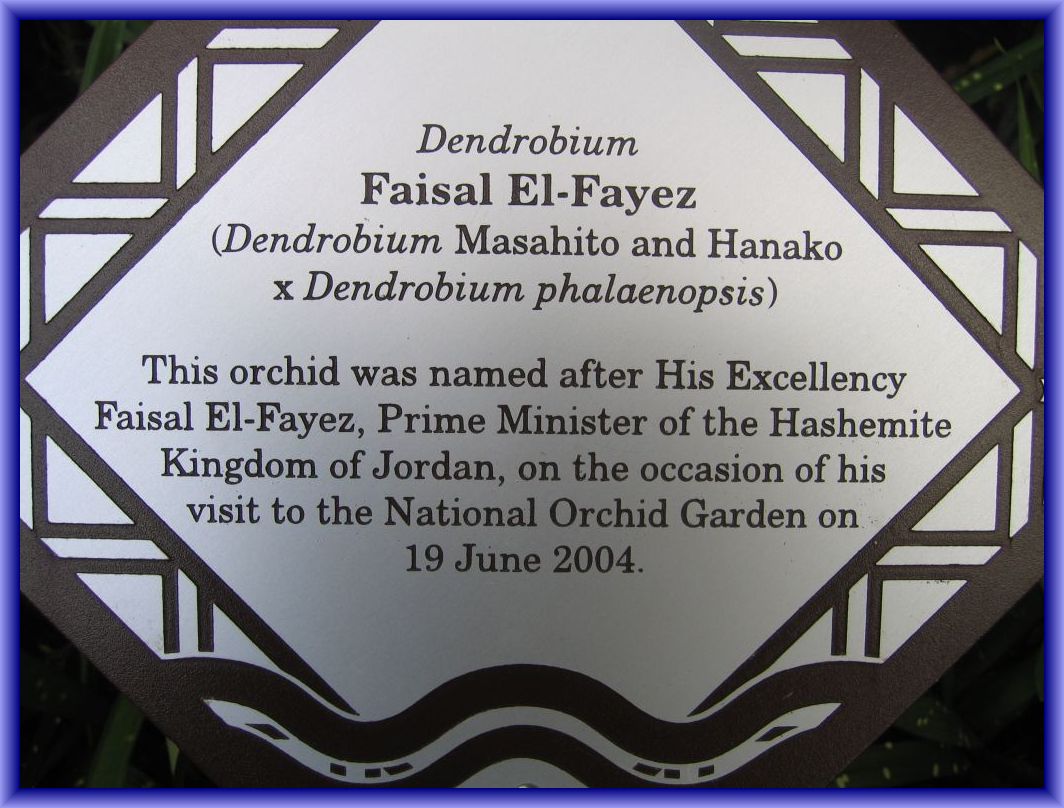 Dendrobium
Faisal El-Fayez
(Dendrobium Masahito and Hanako
x Dendrobium phalaenopsis)
This orchid was named after His Excellency
Faisal El-Fayez, Prime Minister of the Hashemite
Kingdom of Jordan, on the occasion of his
visit to the National Orchid Garden on
19 June 2004.